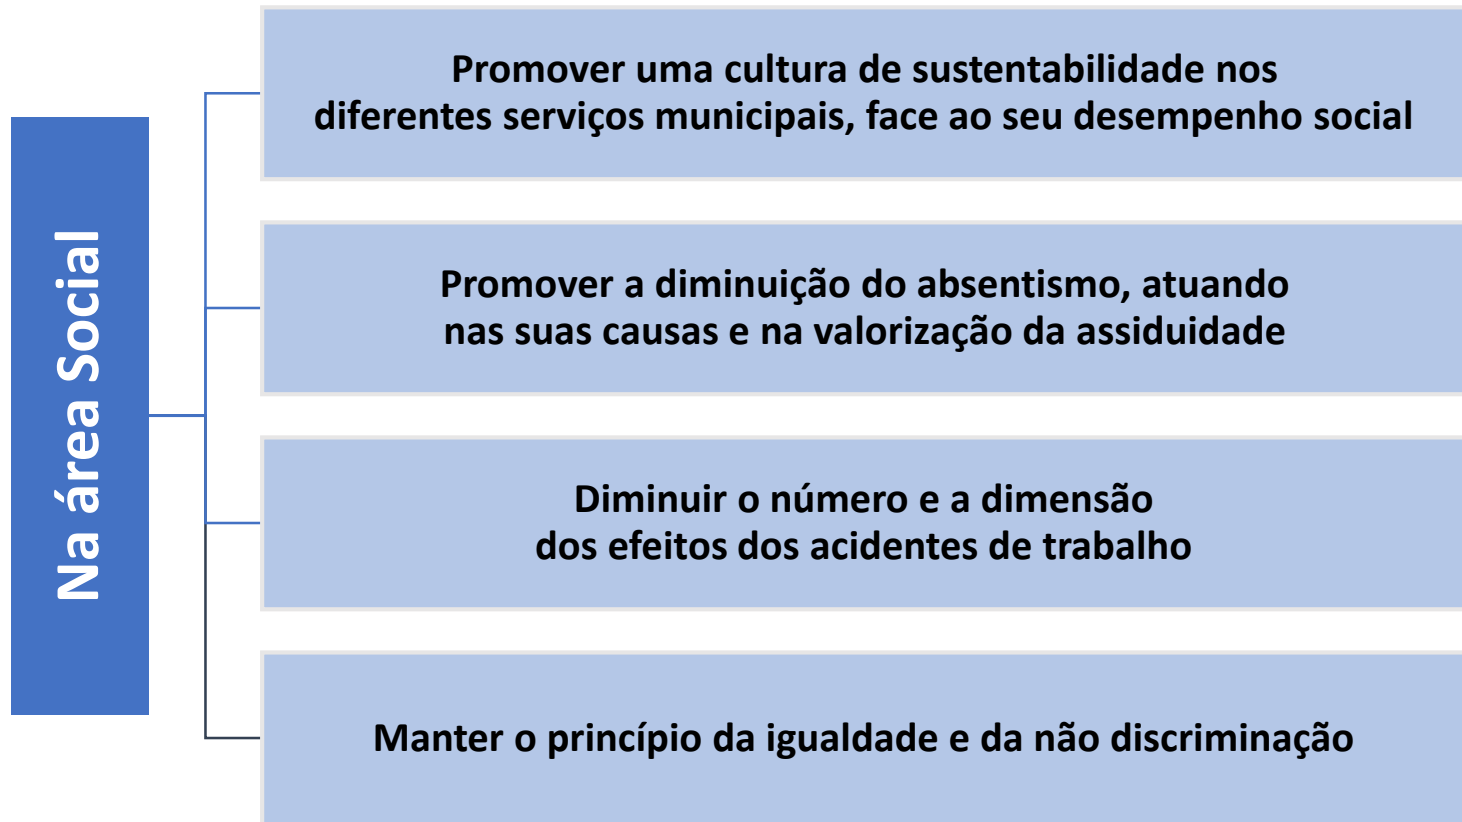 Na área Social
Promover uma cultura de sustentabilidade nos
diferentes serviços municipais, face ao seu desempenho social
Promover a diminuição do absentismo, atuando
nas suas causas e na valorização da assiduidade
Diminuir o número e a dimensão
dos efeitos dos acidentes de trabalho
Manter o princípio da igualdade e da não discriminação